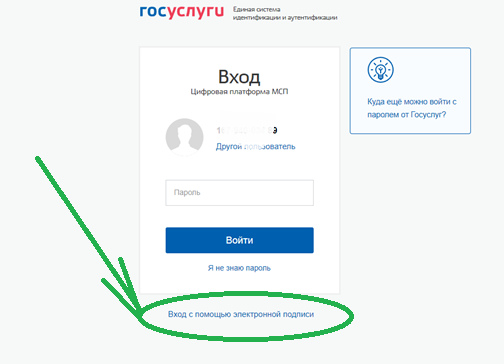 госуслуги
Единая система
идентификации и аутентификации
Вход
Цифровая платформа МСП
Другой пользователь
Пароль
Войти
Я не знаю пароль
Вход с помощью электронной подписи
Куда ещё можно войти с
паролем от Госуслуг?